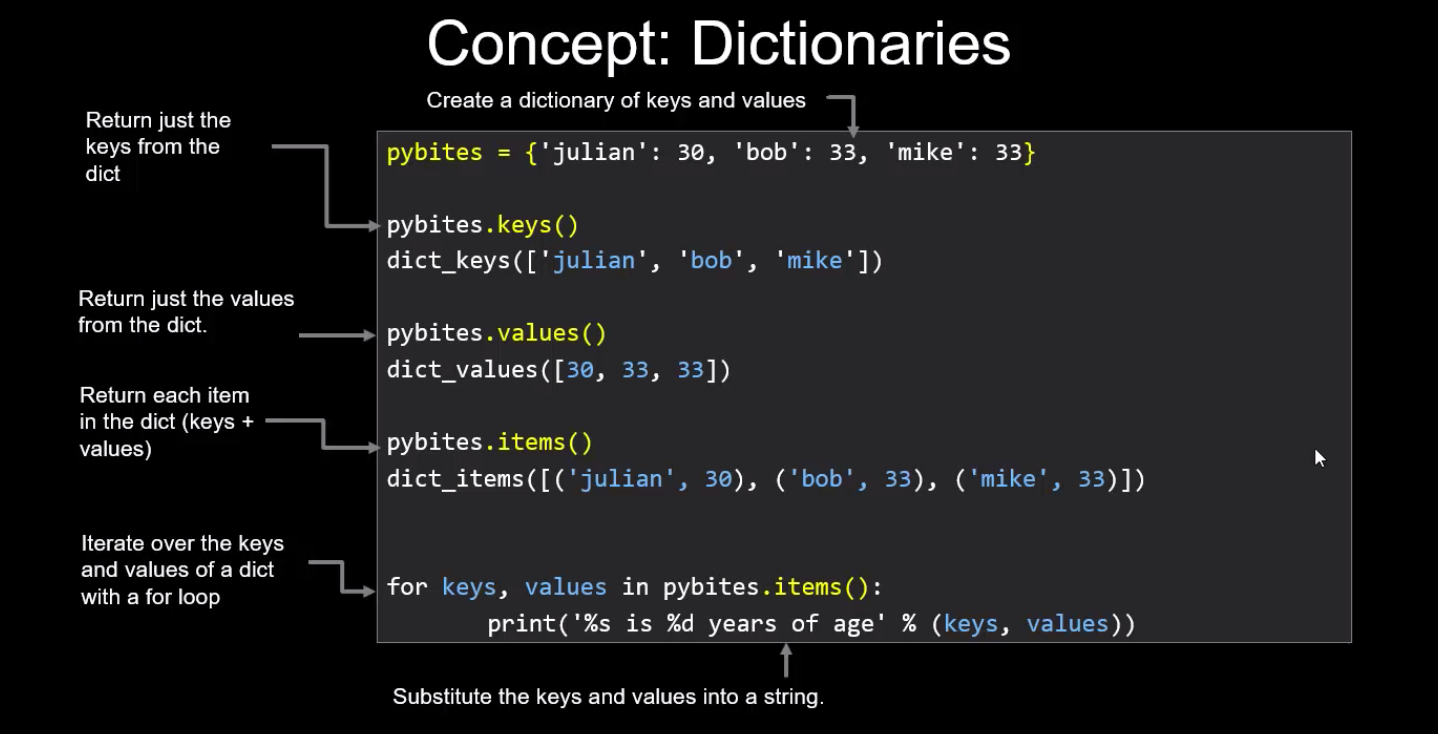 Concept: Dictionaries
Create a dictionary of keys and values
Return just the
keys from the
dict
pybites = {'julian': 30, 'bob': 33, 'mike': 33}
pybites.keys()
dict_keys(['julian', 'bob', 'mike'])
Return just the values
from the dict.
pybites.values()
dict_values([30, 33, 33])
Return each item
in the dict (keys +
values)
pybites.items()
dict_items([('julian', 30), ('bob', 33), ('mike', 33)])
Iterate over the keys
and values of a dict
with a for loop
for keys, values in pybites.items():
print('%s is %d years of age' % (keys, values))
Substitute the keys and values into a string.